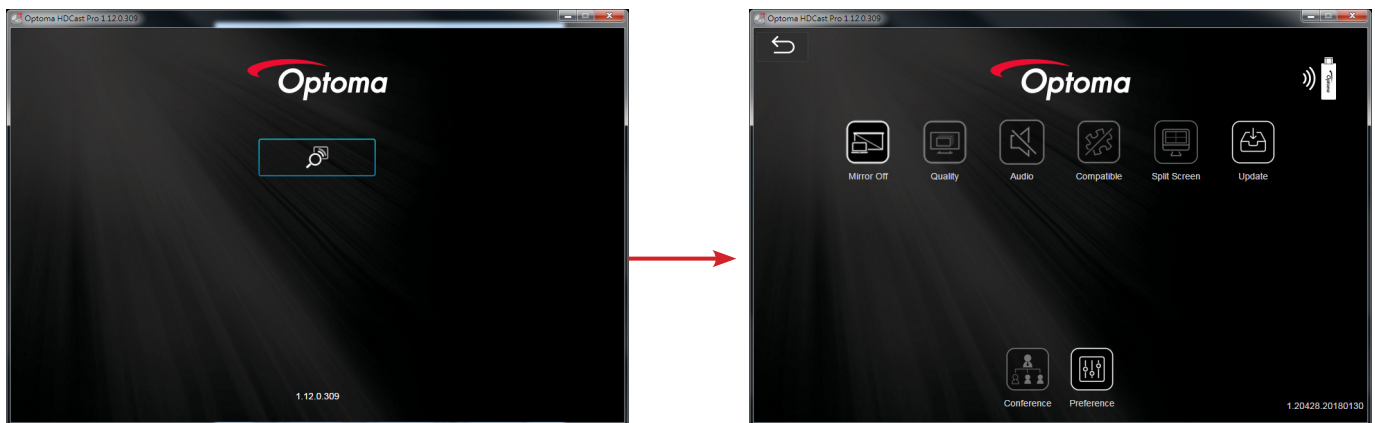 Optoma HDCast Pro 1.12.0.309
Optoma
1.12.0.309
Optoma HDCast Pro 1.12.0.309
Optoma
Optoma
Mirror Off
Quality
Audio
Compatible
Split Screen
Update
Conference
Preference
1.20428.20180130